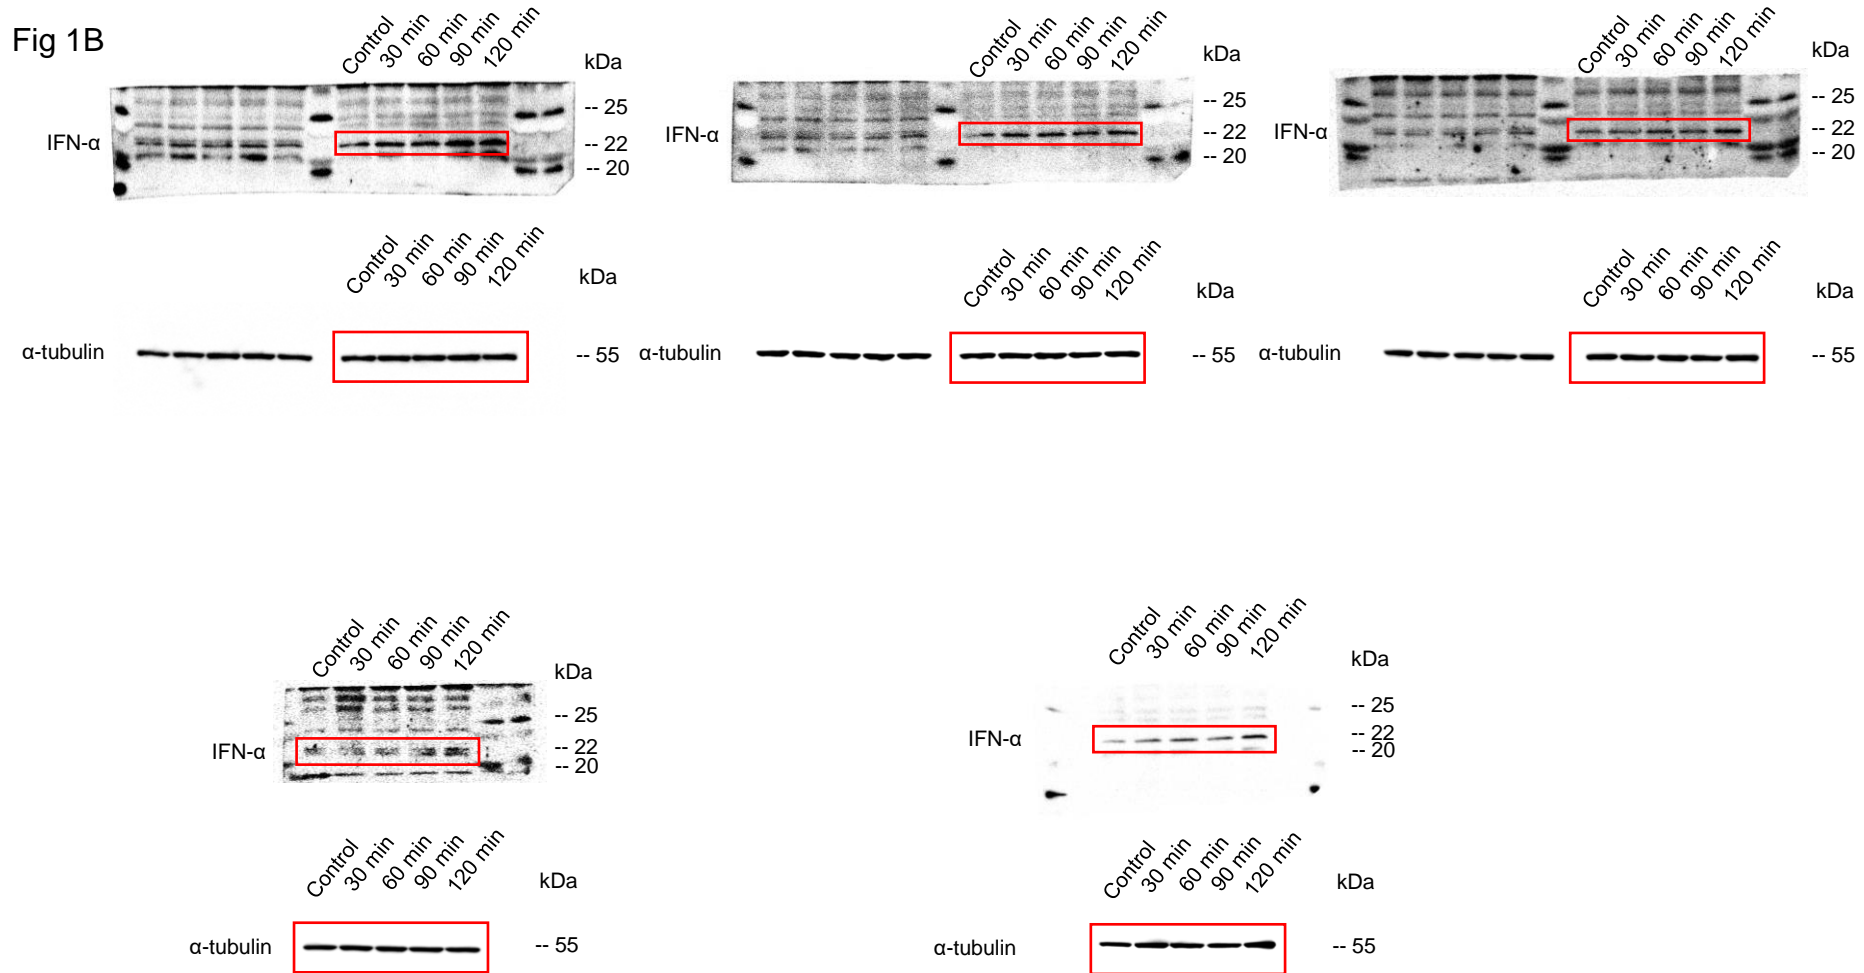 Fig 1B
Control 30 min 60 min 90 min 120 min
kDa
IFN-α
-- 25
-- 22
-- 20
Control 30 min 60 min 90 min 120 min
kDa
IFN-α
-- 25
-- 22
-- 20
Control 30 min 60 min 90 min 120 min
kDa
IFN-α
-- 25
-- 22
-- 20
Control 30 min 60 min 90 min 120 min
kDa
α-tubulin
-- 55
Control 30 min 60 min 90 min 120 min
kDa
α-tubulin
-- 55
Control 30 min 60 min 90 min 120 min
kDa
α-tubulin
-- 55
Control 30 min 60 min 90 min 120 min
kDa
IFN-α
-- 25
-- 22
-- 20
Control 30 min 60 min 90 min 120 min
kDa
IFN-α
-- 25
-- 22
-- 20
Control 30 min 60 min 90 min 120 min
kDa
α-tubulin
-- 55
Control 30 min 60 min 90 min 120 min
kDa
α-tubulin
-- 55